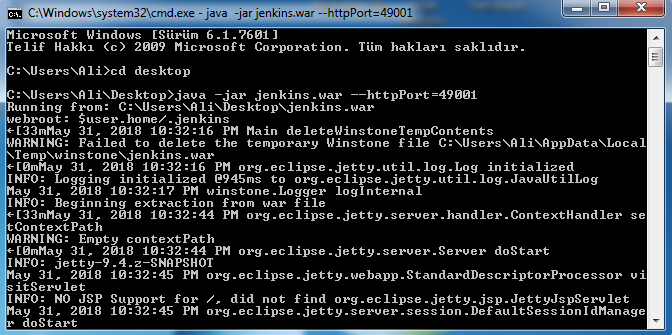 C:\Windows\system32\cmd.exe - java  -jar jenkins.war --httpPort=49001
Microsoft Windows [Sürüm 6.1.7601]
Telif Hakkı (c) 2009 Microsoft Corporation. Tüm hakları saklıdır.
C:\Users\Ali>cd desktop
C:\Users\Ali\Desktop>java -jar jenkins.war --httpPort=49001
Running from: C:\Users\Ali\Desktop\jenkins.war
webroot: $user.home/.jenkins
←[33mMay 31, 2018 10:32:16 PM Main deleteWinstoneTempContents
WARNING: Failed to delete the temporary Winstone file C:\Users\Ali\AppData\Local
\Temp\winstone\jenkins.war
←[0mMay 31, 2018 10:32:16 PM org.eclipse.jetty.util.log.Log initialized
INFO: Logging initialized @945ms to org.eclipse.jetty.util.log.JavaUtilLog
May 31, 2018 10:32:17 PM winstone.Logger logInternal
INFO: Beginning extraction from war file
←[33mMay 31, 2018 10:32:44 PM org.eclipse.jetty.server.handler.ContextHandler se
tContextPath
WARNING: Empty contextPath
←[0mMay 31, 2018 10:32:44 PM org.eclipse.jetty.server.Server doStart
INFO: jetty-9.4.z-SNAPSHOT
May 31, 2018 10:32:45 PM org.eclipse.jetty.webapp.StandardDescriptorProcessor vi
sitServlet
INFO: NO JSP Support for /, did not find org.eclipse.jetty.jsp.JettyJspServlet
May 31, 2018 10:32:45 PM org.eclipse.jetty.server.session.DefaultSessionIdManage
r doStart